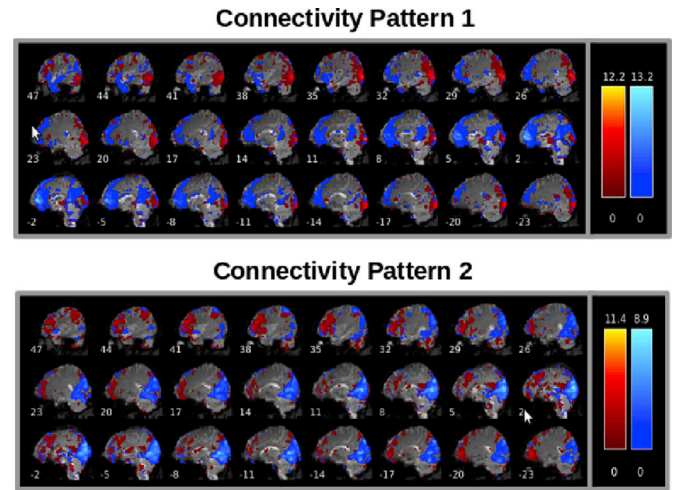 Connectivity Pattern 1
47 44 41 38 35 32 29 26
12.2 13.2
23 20 17 14 11 8 5 2
-2 -5 -8 -11 -14 -17 -20 -23
0 0
Connectivity Pattern 2
47 44 41 38 35 32 29 26
11.4 8.9
23 20 17 14 11 8 5 2
-2 -5 -8 -11 -14 -17 -20 -23
0 0